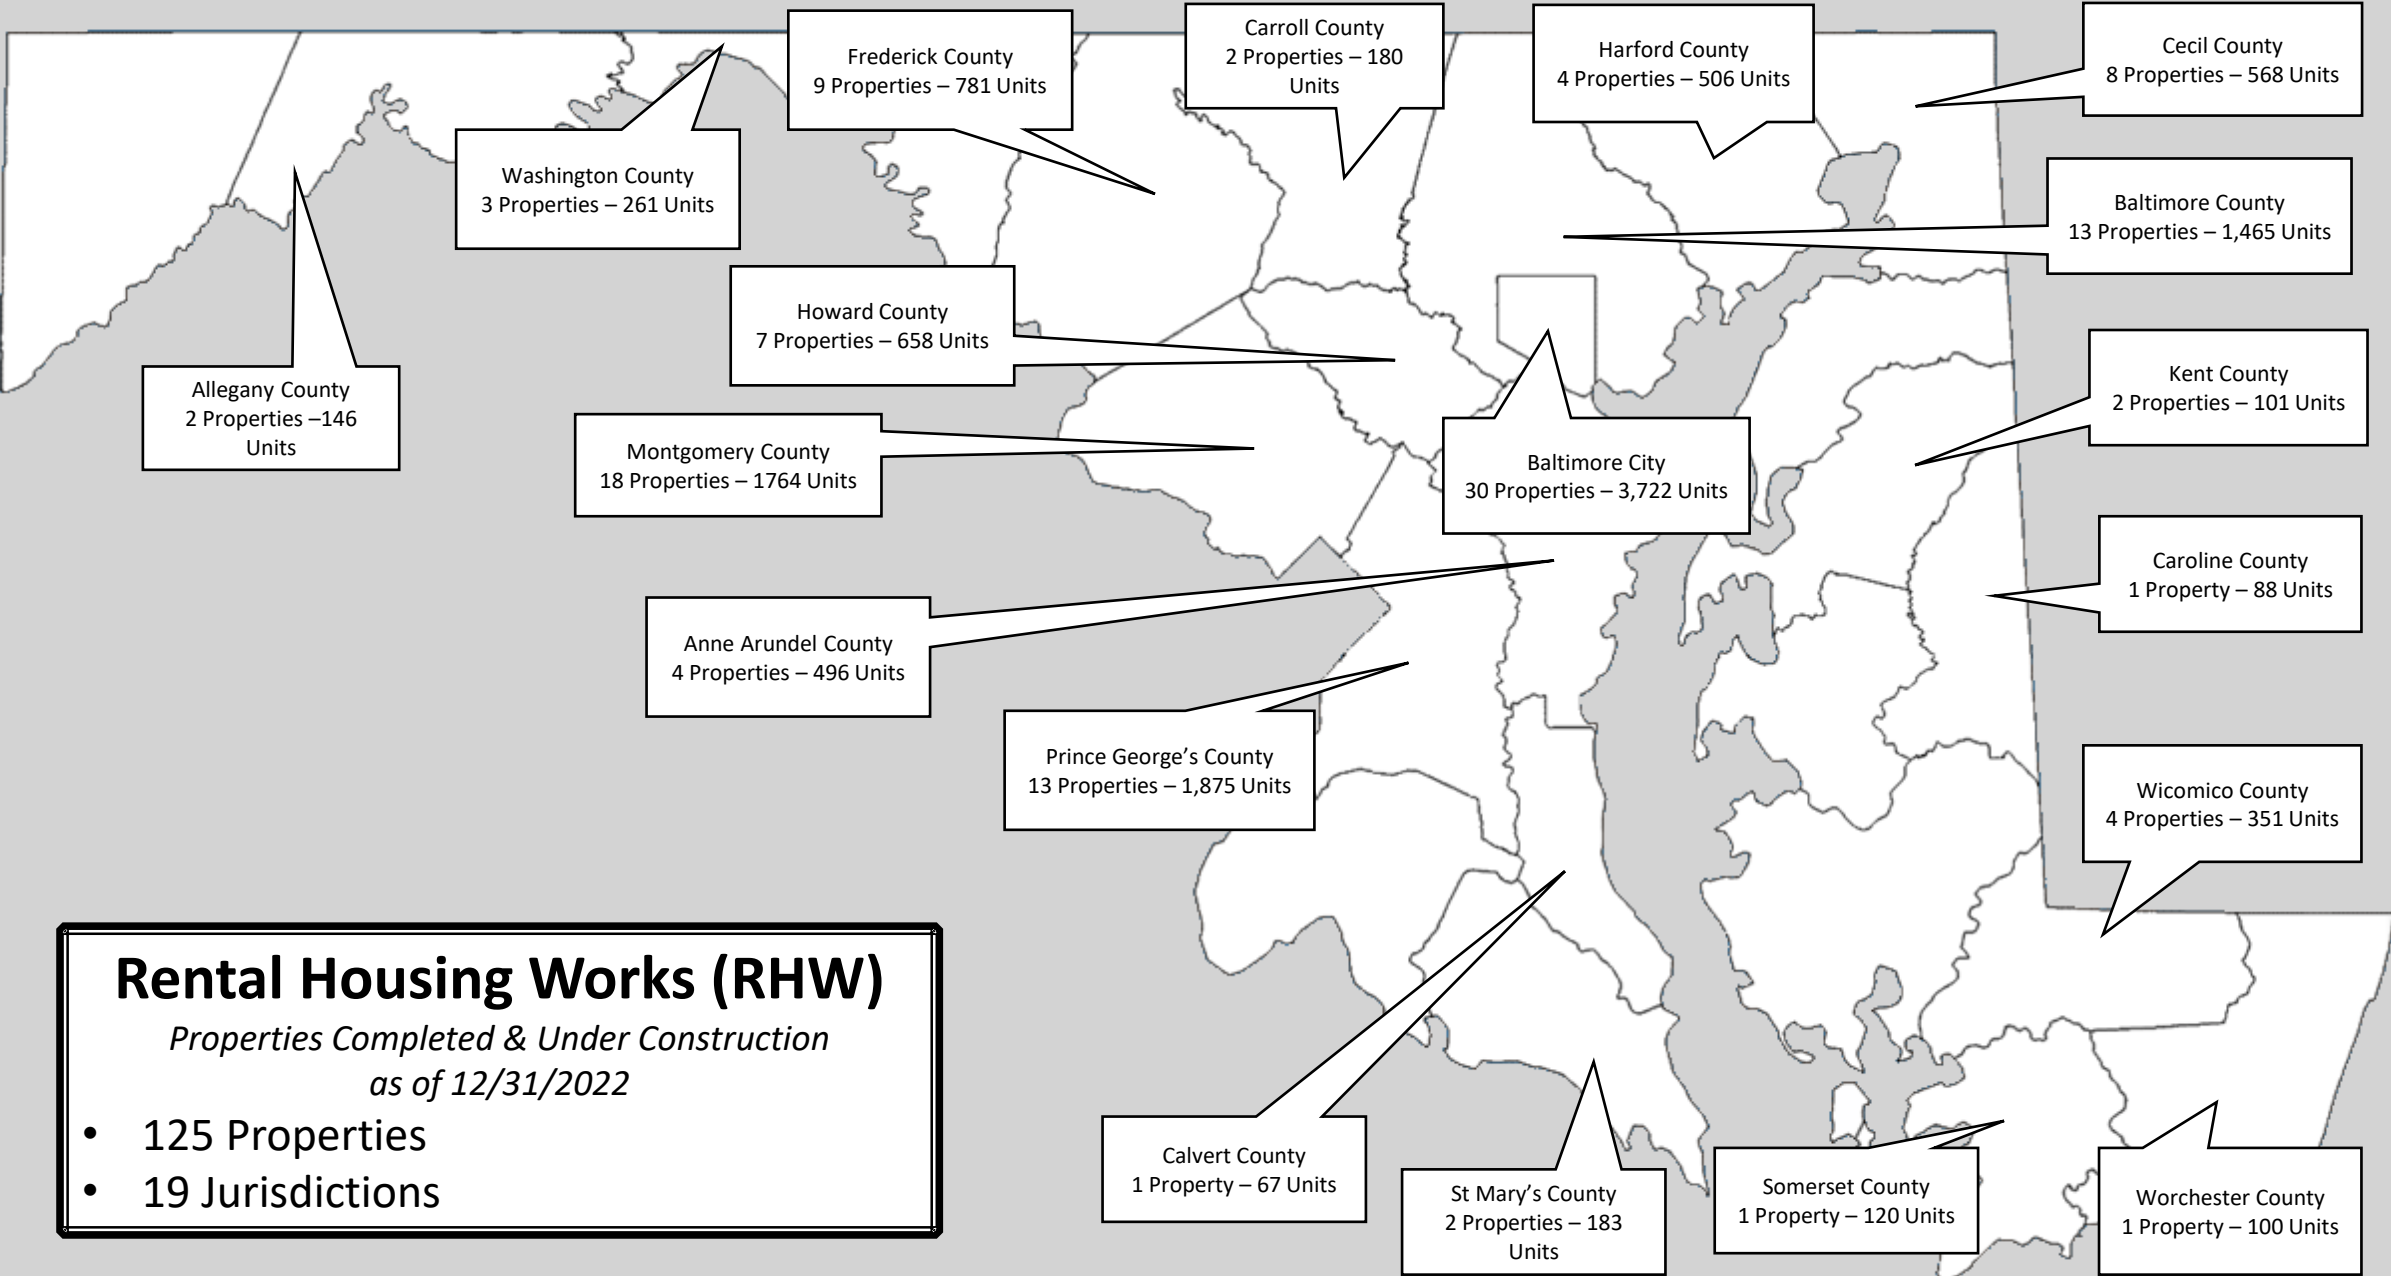 Frederick County
9 Properties – 781 Units
Carroll County
2 Properties – 180
Units
Harford County
4 Properties – 506 Units
Cecil County
8 Properties – 568 Units
Washington County
3 Properties – 261 Units
Baltimore County
13 Properties – 1,465 Units
Howard County
7 Properties – 658 Units
Allegany County
2 Properties –146
Units
Kent County
2 Properties – 101 Units
Montgomery County
18 Properties – 1764 Units
Baltimore City
30 Properties – 3,722 Units
Caroline County
1 Property – 88 Units
Anne Arundel County
4 Properties – 496 Units
Prince George’s County
13 Properties – 1,875 Units
Wicomico County
4 Properties – 351 Units
Rental Housing Works (RHW)
Properties Completed & Under Construction
as of 12/31/2022
• 125 Properties
• 19 Jurisdictions
Calvert County
1 Property – 67 Units
St Mary’s County
2 Properties – 183
Units
Somerset County
1 Property – 120 Units
Worchester County
1 Property – 100 Units